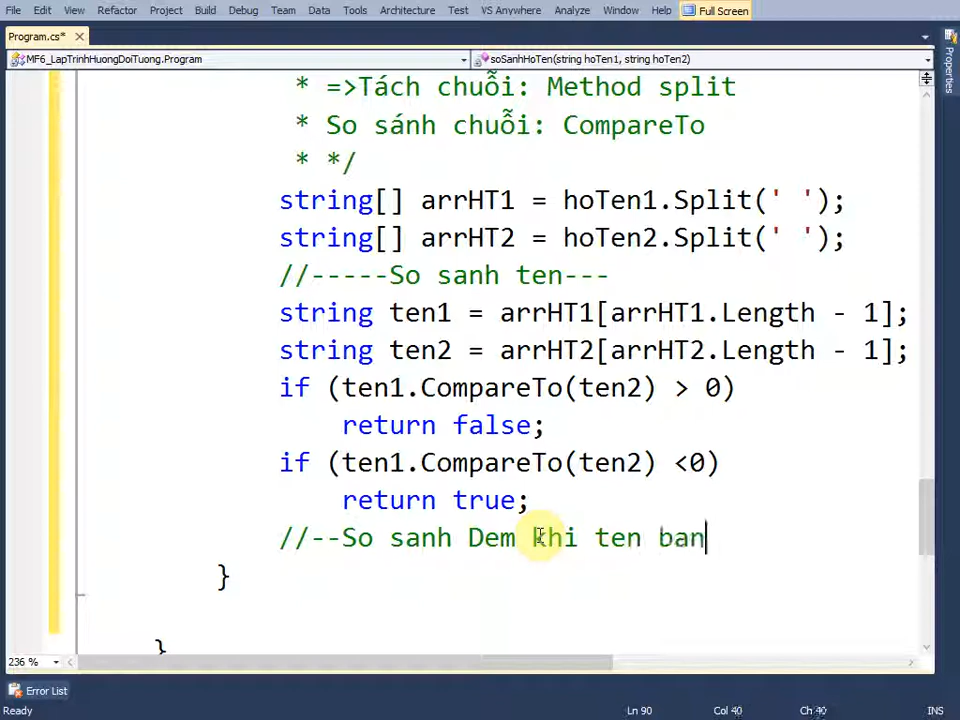 File Edit View Refactor Project Build Debug Team Data Tools Architecture Test VS Anywhere Analyze Window Help Full Screen
Program.cs*
MF6_LapTrinhHuongDoiTuong.Program soSanhHoTen(string hoTen1, string hoTen2)
Properties
* =>Tách chuỗi: Method split
* So sánh chuỗi: CompareTo
* */
string[] arrHT1 = hoTen1.Split(' ');
string[] arrHT2 = hoTen2.Split(' ');
//-----So sanh ten---
string ten1 = arrHT1[arrHT1.Length - 1];
string ten2 = arrHT2[arrHT2.Length - 1];
if (ten1.CompareTo(ten2) > 0)
return false;
if (ten1.CompareTo(ten2) <0)
return true;
//--So sanh Dem khi ten ban
}
}
236 %
Error List
Ready Ln 90 Col 40 Ch 40 INS